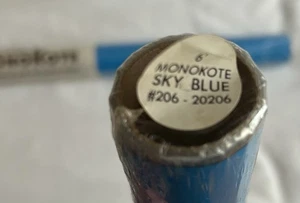 6'
MONOKOTE
SKY BLUE
#206 - 20206